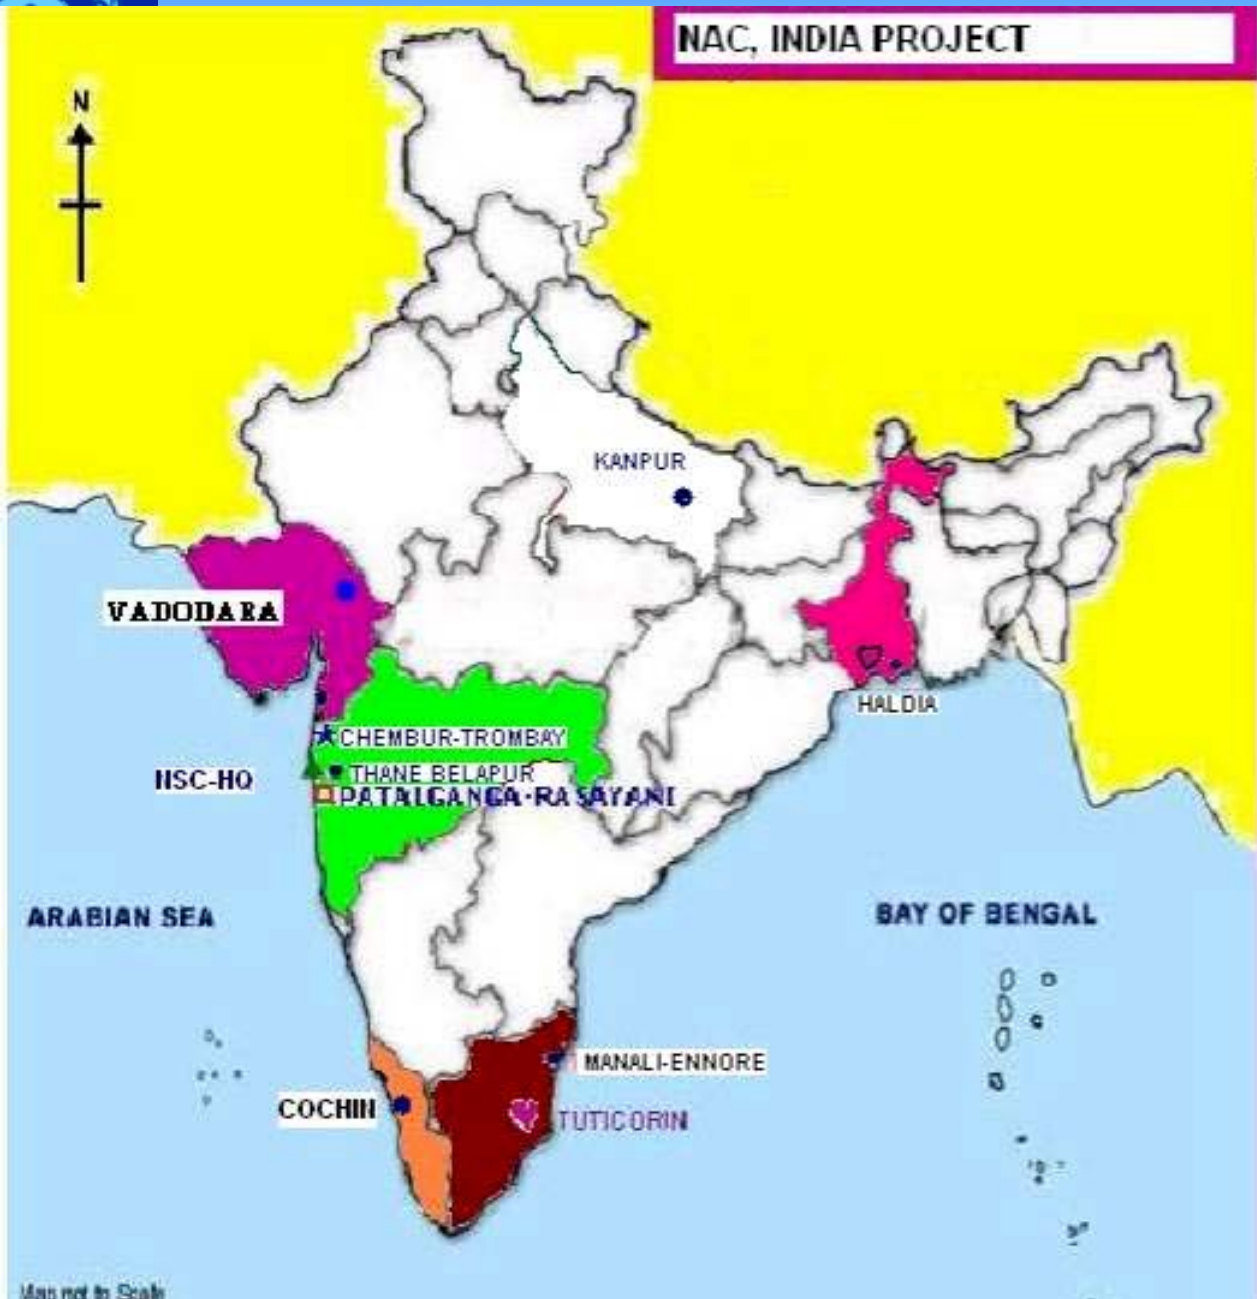 NAC, INDIA PROJECT
N
KANPUR
VADODARA
HALDIA
CHEMBUR-TROMBAY
NSC-HQ
THANE BELAPUR
PATALGANGA-RASAYANI
ARABIAN SEA
BAY OF BENGAL
MANALI-ENNORE
COCHIN
TUTICORIN
Map not to Scale